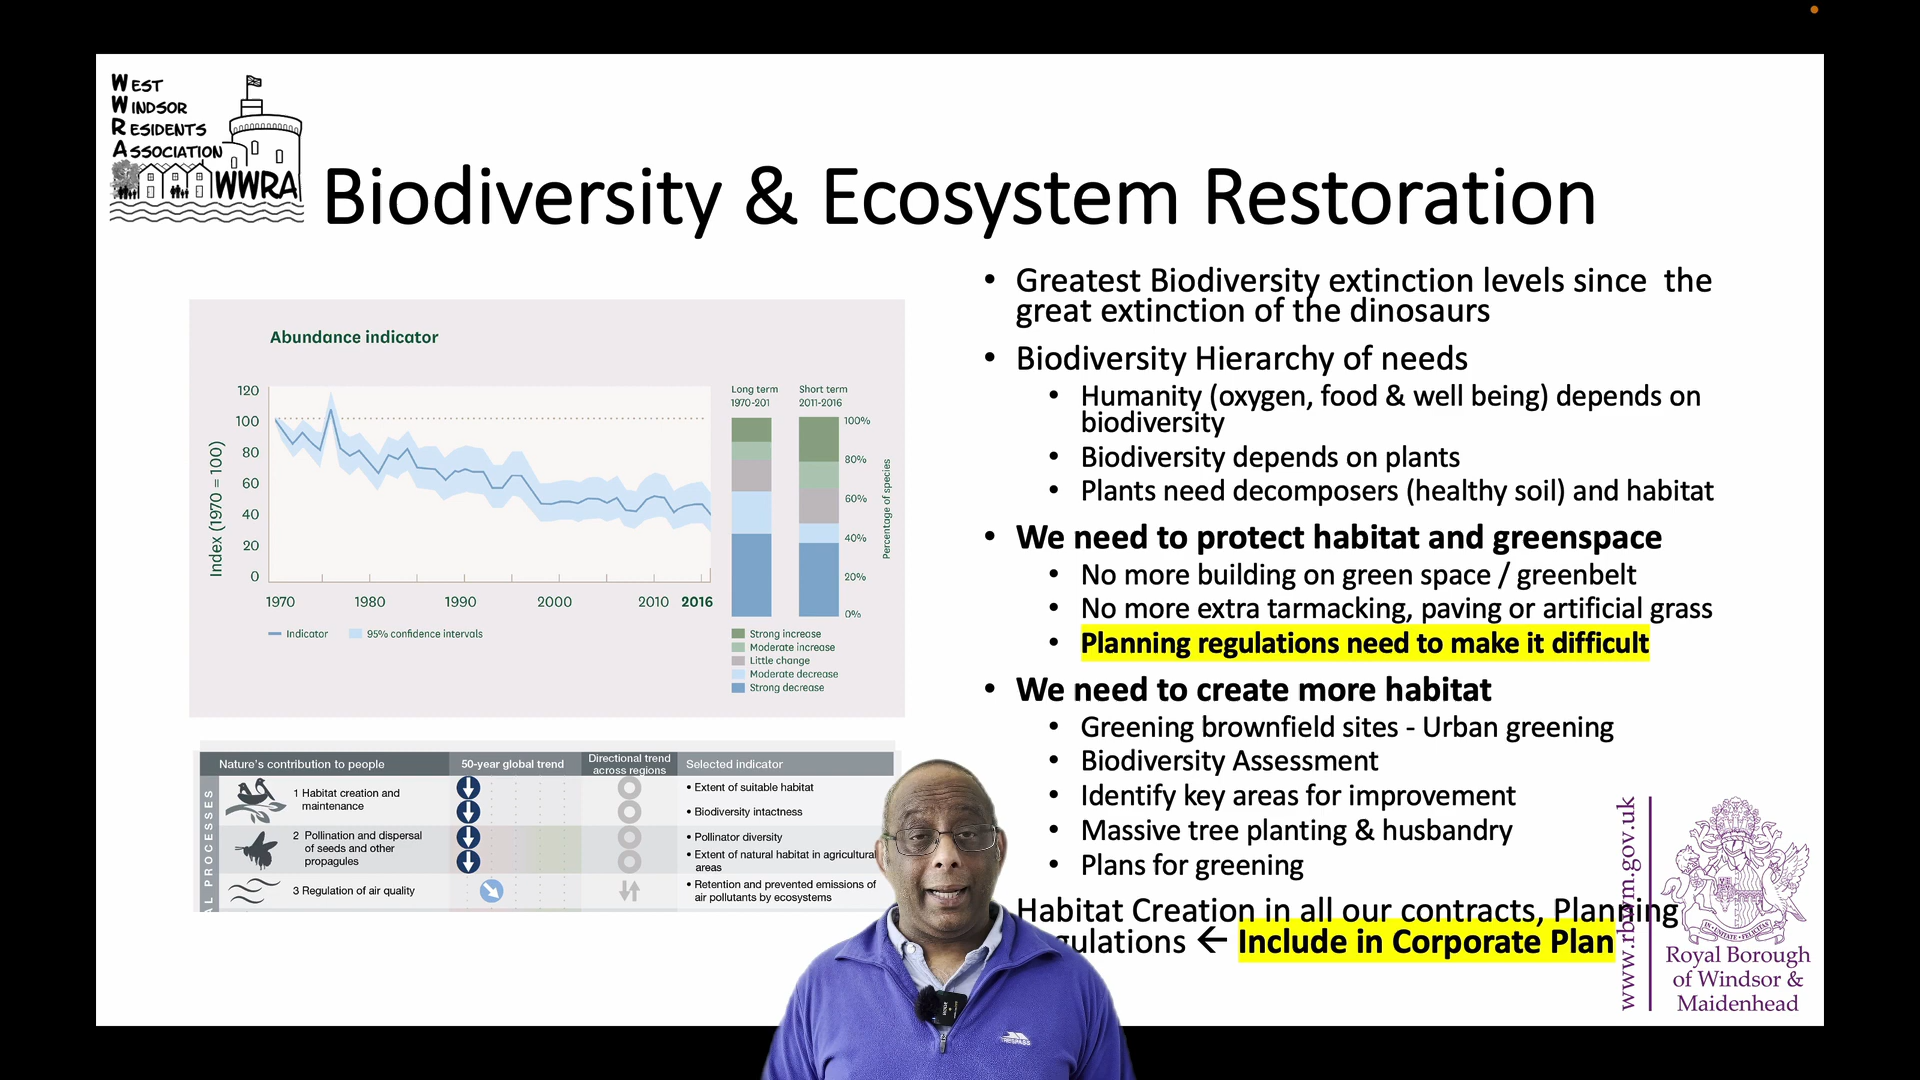 WEST
WINDSOR
RESIDENTS
ASSOCIATION
WWRA
Biodiversity & Ecosystem Restoration
Abundance indicator
Index (1970 = 100)
120
100
80
60
40
20
0
1970 1980 1990 2000 2010 2016
Indicator 95% confidence intervals
Long term
1970-201
Short term
2011-2016
100%
80%
60%
40%
20%
0%
Percentage of species
Strong increase
Moderate increase
Little change
Moderate decrease
Strong decrease
Nature's contribution to people 50-year global trend Directional trend across regions Selected indicator
AL PROCESSES
1 Habitat creation and
maintenance
• Extent of suitable habitat
• Biodiversity intactness
2 Pollination and dispersal
of seeds and other
propagules
• Pollinator diversity
• Extent of natural habitat in agricultural
areas
3 Regulation of air quality
• Retention and prevented emissions of
air pollutants by ecosystems
• Greatest Biodiversity extinction levels since the
great extinction of the dinosaurs
• Biodiversity Hierarchy of needs
• Humanity (oxygen, food & well being) depends on
biodiversity
• Biodiversity depends on plants
• Plants need decomposers (healthy soil) and habitat
• We need to protect habitat and greenspace
• No more building on green space / greenbelt
• No more extra tarmacking, paving or artificial grass
• Planning regulations need to make it difficult
• We need to create more habitat
• Greening brownfield sites - Urban greening
• Biodiversity Assessment
• Identify key areas for improvement
• Massive tree planting & husbandry
• Plans for greening
Habitat Creation in all our contracts, Planning
gulations ← Include in Corporate Plan
www.rbwm.gov.uk
Royal Borough
of Windsor &
Maidenhead
TRESPASS